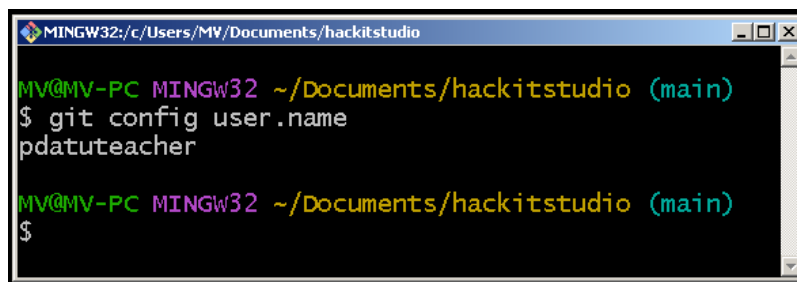 MINGW32:/c/Users/MV/Documents/hackitstudio
MV@MV-PC MINGW32 ~/Documents/hackitstudio (main)
$ git config user.name
pdatuteacher
MV@MV-PC MINGW32 ~/Documents/hackitstudio (main)
$